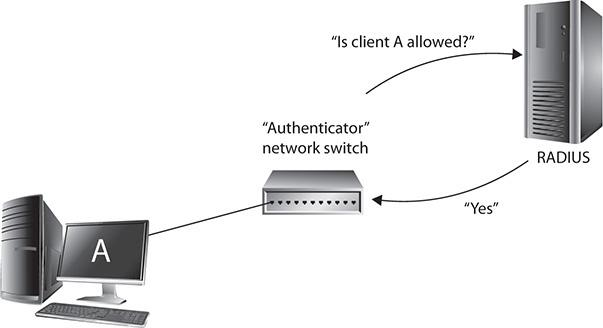 “Is client A allowed?”
“Authenticator”
network switch
RADIUS
“Yes”
A